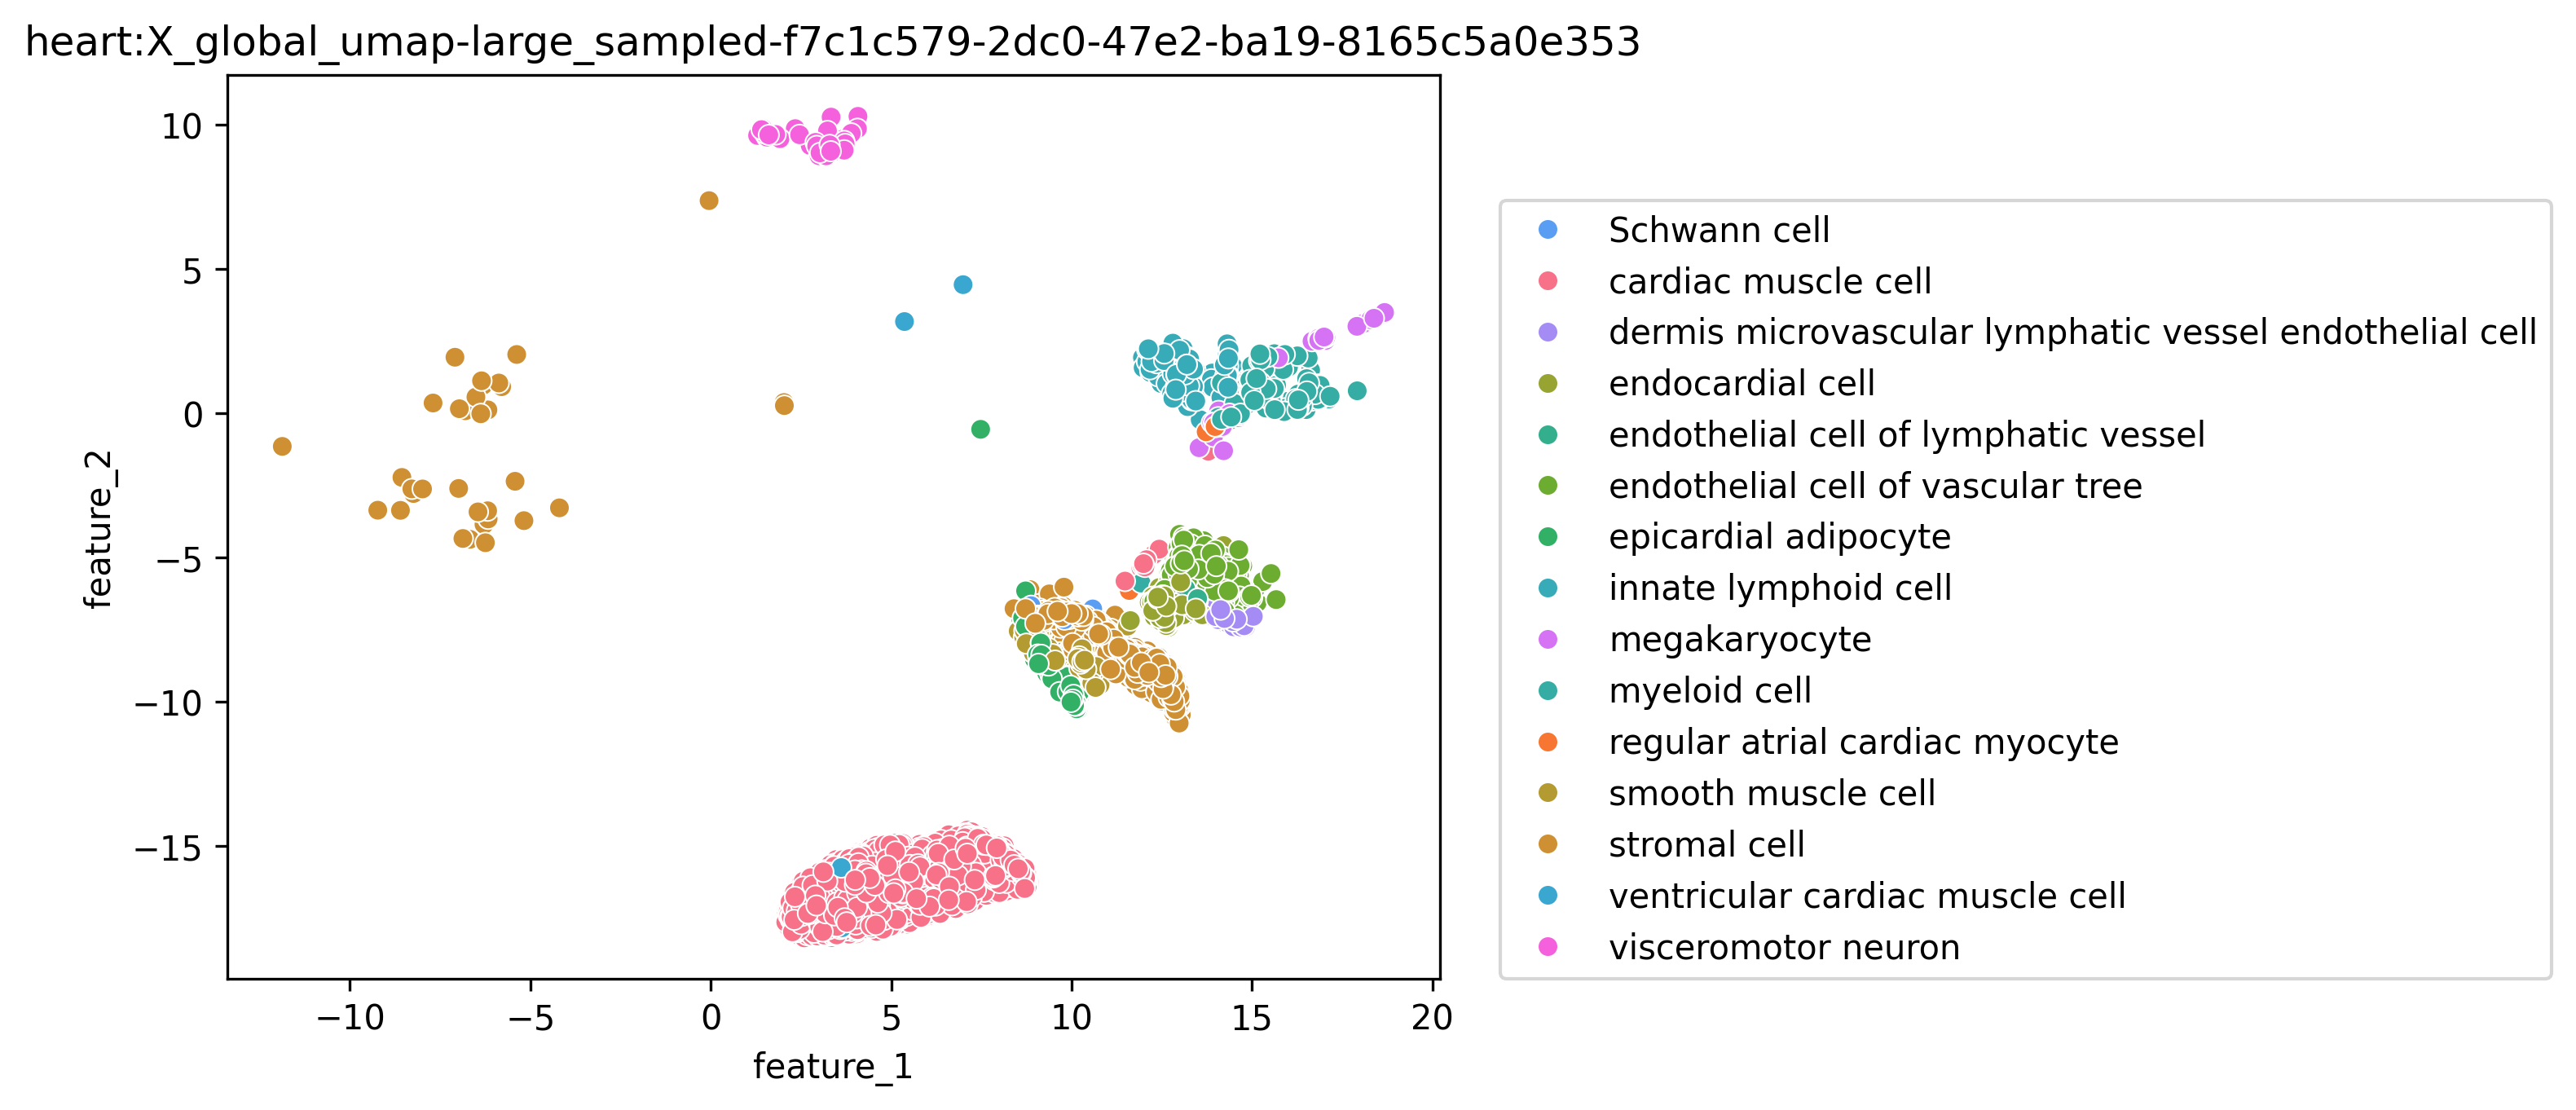 heart:X_global_umap-large_sampled-f7c1c579-2dc0-47e2-ba19-8165c5a0e353
10
5
0
−5
−10
−15
feature_2
−10
−5
0
5
10
15
20
feature_1
Schwann cell
cardiac muscle cell
dermis microvascular lymphatic vessel endothelial cell
endocardial cell
endothelial cell of lymphatic vessel
endothelial cell of vascular tree
epicardial adipocyte
innate lymphoid cell
megakaryocyte
myeloid cell
regular atrial cardiac myocyte
smooth muscle cell
stromal cell
ventricular cardiac muscle cell
visceromotor neuron